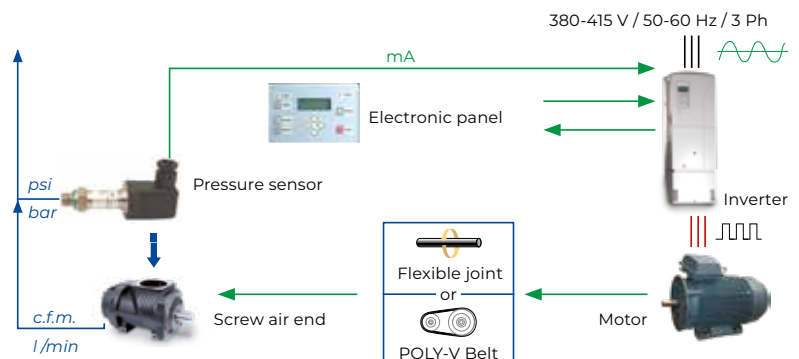 380-415 V / 50-60 Hz / 3 Ph
mA
Electronic panel
psi
bar
Pressure sensor
Inverter
Flexible joint
or
POLY-V Belt
c.f.m.
l /min
Screw air end
Motor